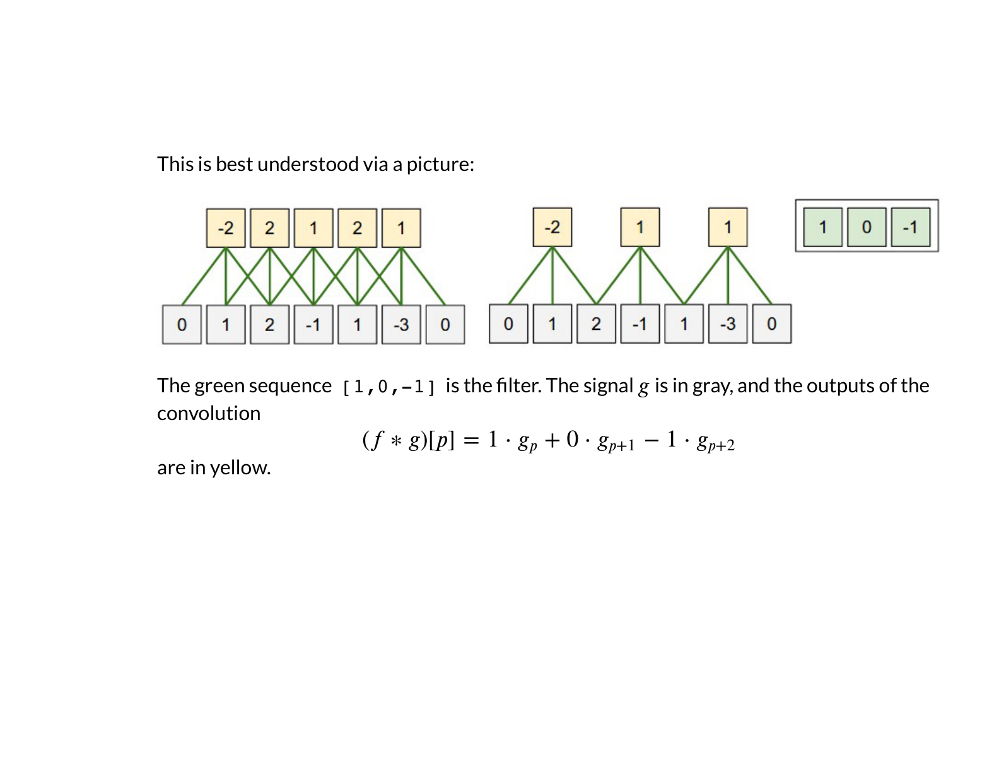 This is best understood via a picture:
-2 2 1 2 1 -2 1 1 1 0 -1
0 1 2 -1 1 -3 0 0 1 2 -1 1 -3 0
The green sequence [1,0,-1] is the filter. The signal g is in gray, and the outputs of the
convolution
(f * g)[p] = 1 · g_p + 0 · g_{p+1} − 1 · g_{p+2}
are in yellow.